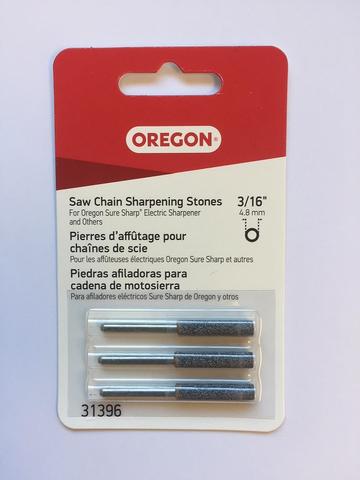 OREGON®
Saw Chain Sharpening Stones
For Oregon Sure Sharp® Electric Sharpener
and Others
3/16"
4.8 mm
Pierres d'affûtage pour
chaînes de scie
Pour les affûteuses électriques Oregon Sure Sharp et autres
Piedras afiladoras para
cadena de motosierra
Para afiladores eléctricos Sure Sharp de Oregon y otros
31396